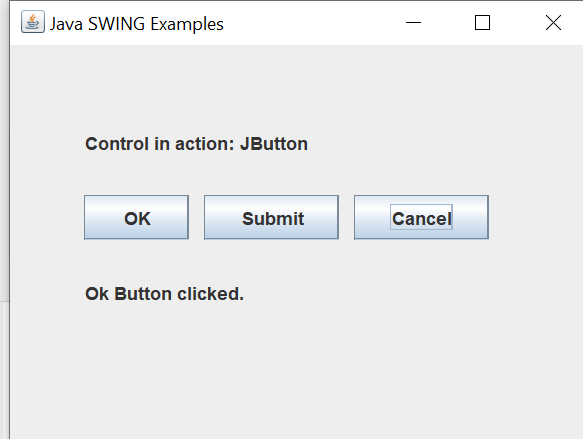 Java SWING Examples
Control in action: JButton
OK Submit Cancel
Ok Button clicked.